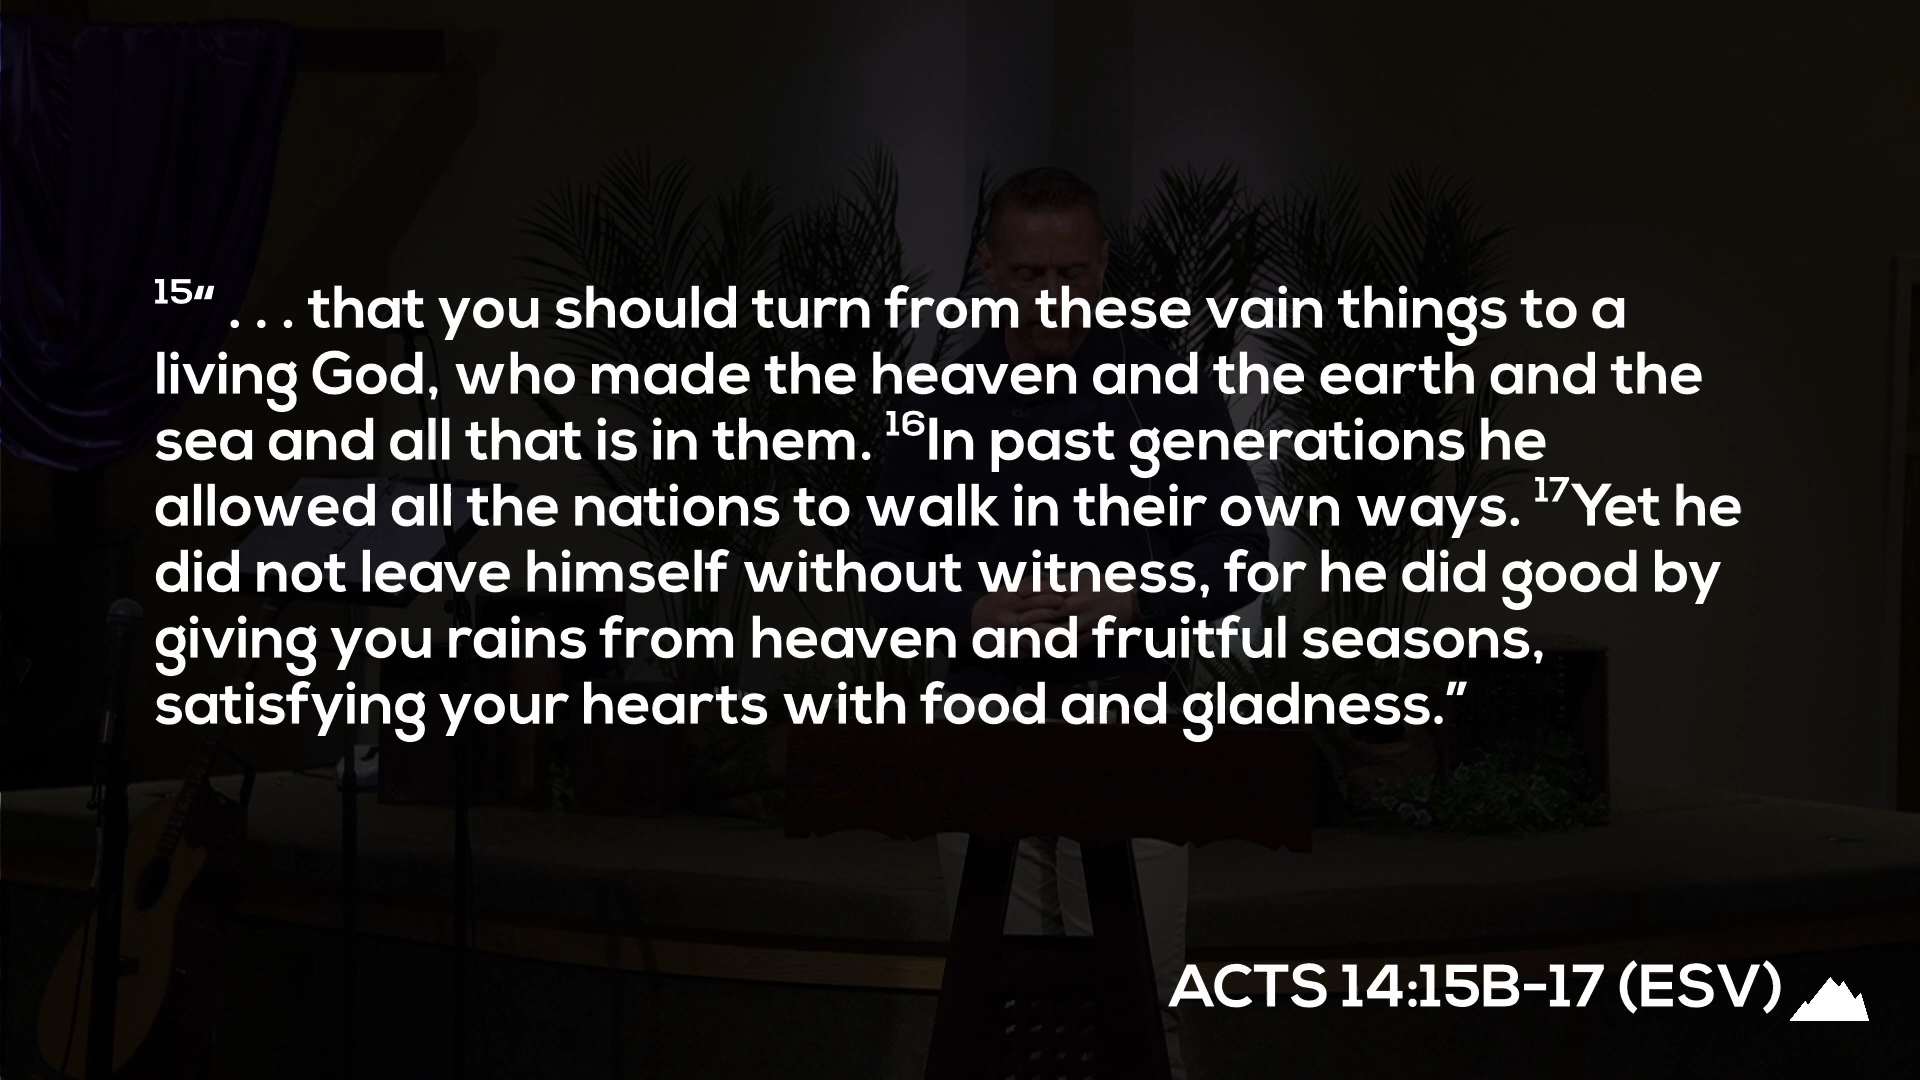 15“ . . . that you should turn from these vain things to a
living God, who made the heaven and the earth and the
sea and all that is in them. 16In past generations he
allowed all the nations to walk in their own ways. 17Yet he
did not leave himself without witness, for he did good by
giving you rains from heaven and fruitful seasons,
satisfying your hearts with food and gladness.”
ACTS 14:15B–17 (ESV)